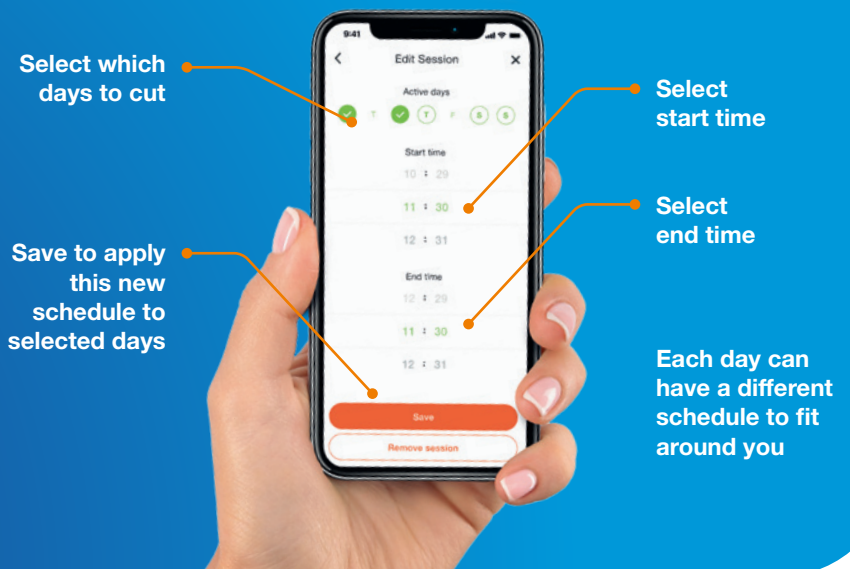 Select which
days to cut
Save to apply
this new
schedule to
selected days
9:41
Edit Session
Active days
T T F S S
Start time
10 : 29
11 : 30
12 : 31
End time
12 : 29
11 : 30
12 : 31
Save
Remove session
Select
start time
Select
end time
Each day can
have a different
schedule to fit
around you